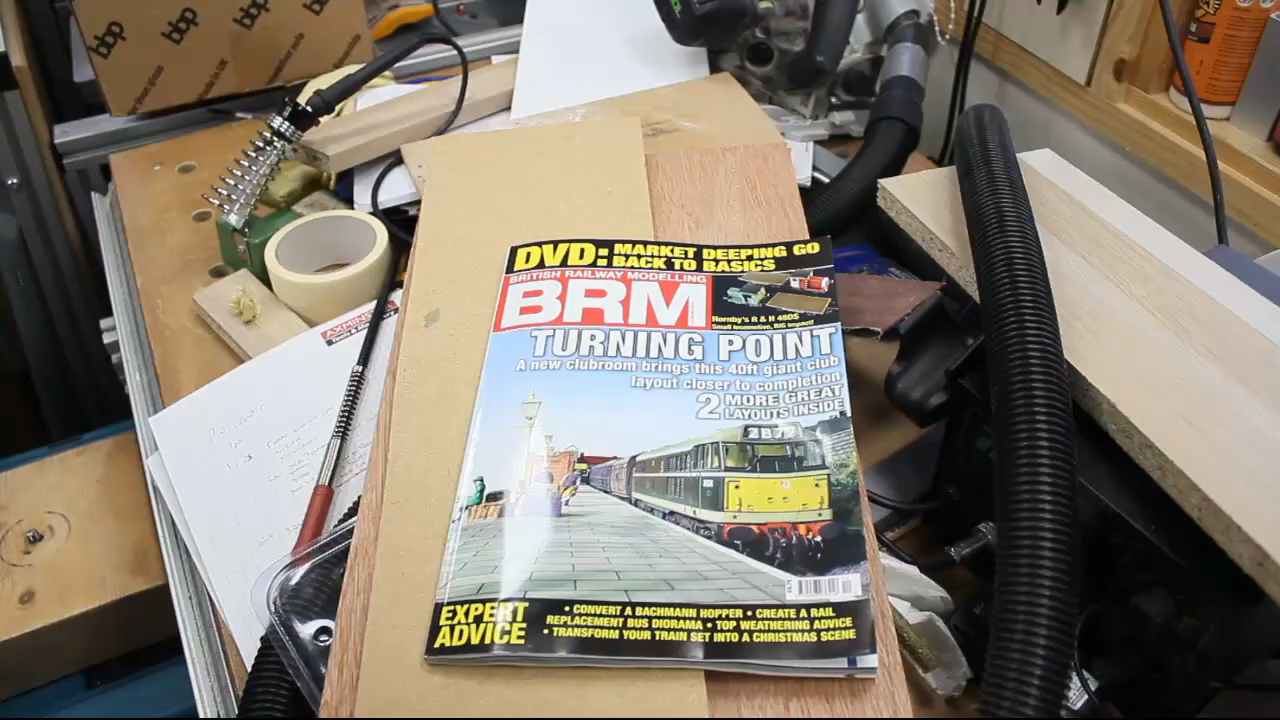 bbp
bbp
bbp
AXMINSTER
DVD: MARKET DEEPING GO
BACK TO BASICS
BRITISH RAILWAY MODELLING
BRM
Hornby's R & H 48DS
Small locomotive, BIG impact!
TURNING POINT
A new clubroom brings this 40ft giant club
layout closer to completion
2 MORE GREAT
LAYOUTS INSIDE
2B77
EXPERT
ADVICE
• CONVERT A BACHMANN HOPPER • CREATE A RAIL
REPLACEMENT BUS DIORAMA • TOP WEATHERING ADVICE
• TRANSFORM YOUR TRAIN SET INTO A CHRISTMAS SCENE